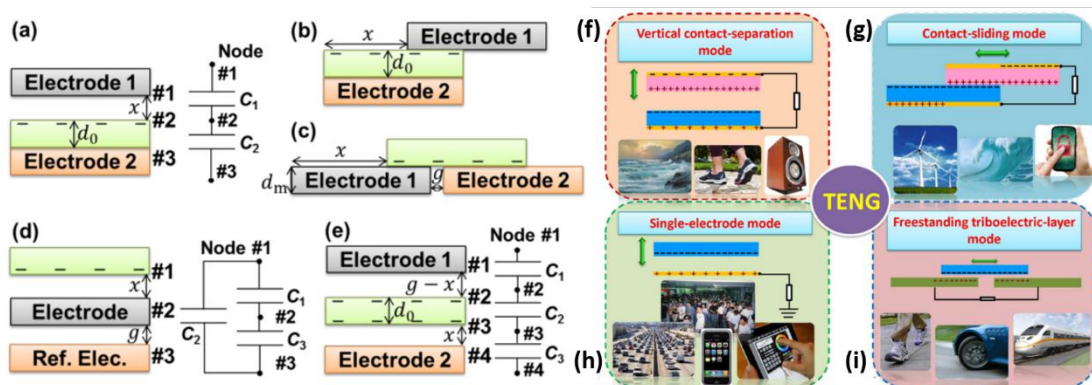 (a)
Node
#1
Electrode 1
#1
C₁
x
#2
#2
d₀
C₂
Electrode 2
#3
#3
(b)
x
Electrode 1
d₀
Electrode 2
(c)
x
g
dₘ
Electrode 1
Electrode 2
(d)
Node #1
#1
x
C₁
Electrode
#2
#2
C₂
g
C₃
Ref. Elec.
#3
#3
(e)
Node #1
Electrode 1
#1
g − x
C₁
#2
#2
d₀
C₂
#3
#3
x
C₃
Electrode 2
#4
#4
(f)
Vertical contact-separation
mode
(g)
Contact-sliding mode
TENG
Single-electrode mode
(h)
Freestanding triboelectric-layer
mode
(i)